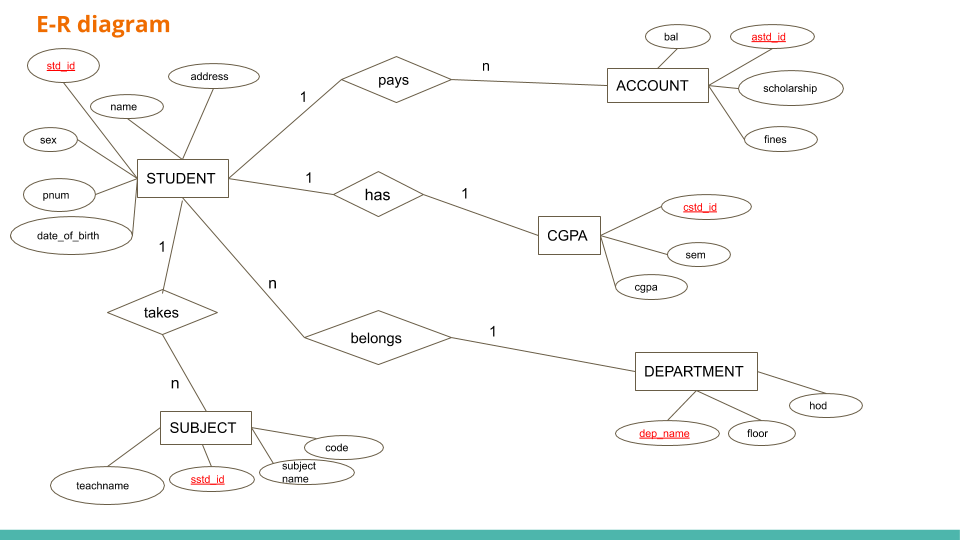 E-R diagram
bal
astd_id
std_id
address
pays
n
ACCOUNT
scholarship
name
1
sex
fines
STUDENT
1
has
1
pnum
cstd_id
date_of_birth
1
CGPA
sem
n
cgpa
takes
belongs
1
DEPARTMENT
n
hod
SUBJECT
dep_name
floor
code
subject
name
teachname
sstd_id